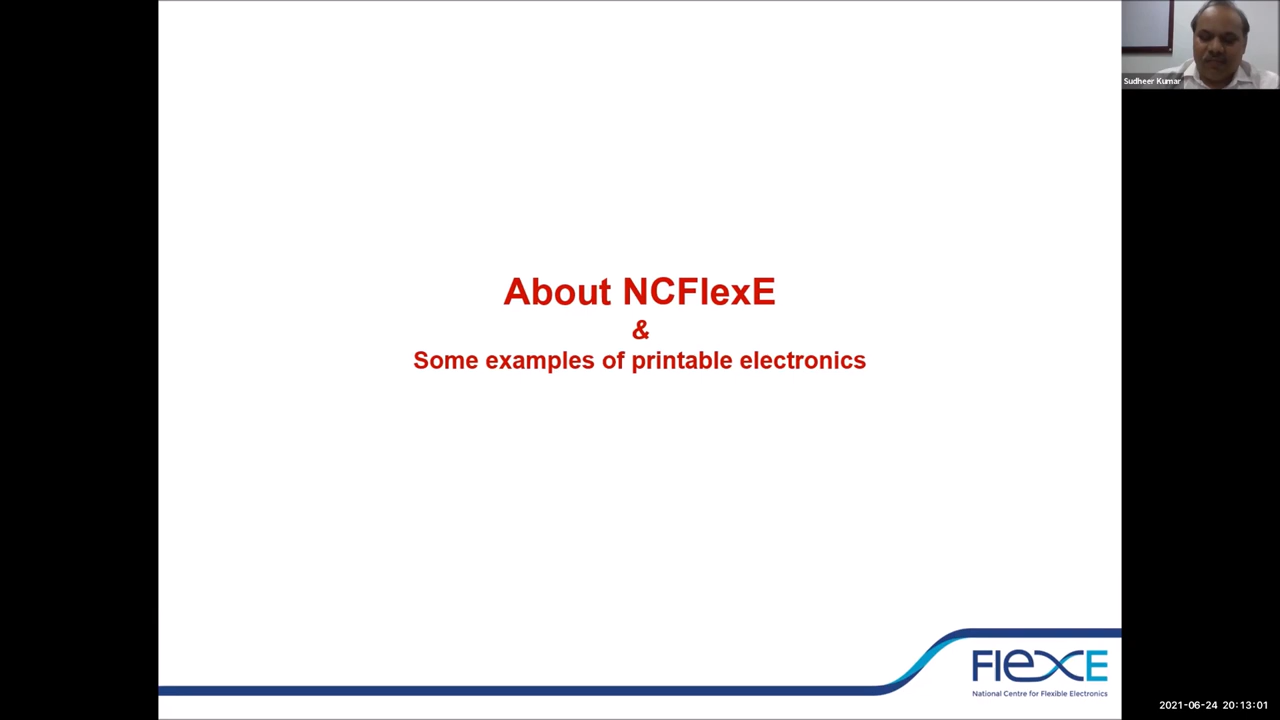 Sudheer Kumar
About NCFlexE
&
Some examples of printable electronics
FlexE
National Centre for Flexible Electronics
2021-06-24 20:13:01